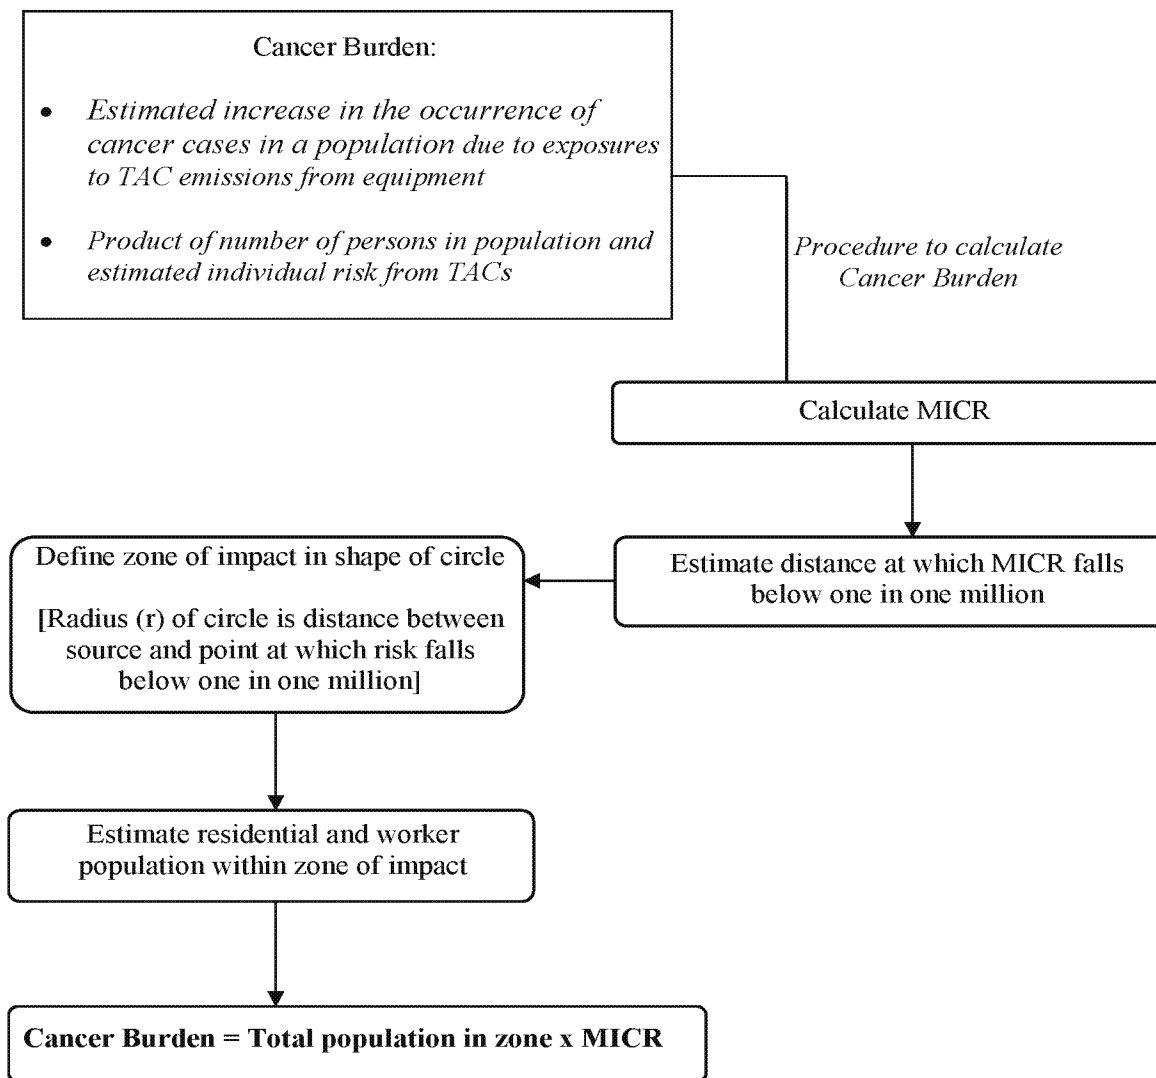 Cancer Burden:
• Estimated increase in the occurrence of
cancer cases in a population due to exposures
to TAC emissions from equipment
• Product of number of persons in population and
estimated individual risk from TACs
Procedure to calculate
Cancer Burden
Calculate MICR
Estimate distance at which MICR falls
below one in one million
Define zone of impact in shape of circle
[Radius (r) of circle is distance between
source and point at which risk falls
below one in one million]
Estimate residential and worker
population within zone of impact
Cancer Burden = Total population in zone x MICR